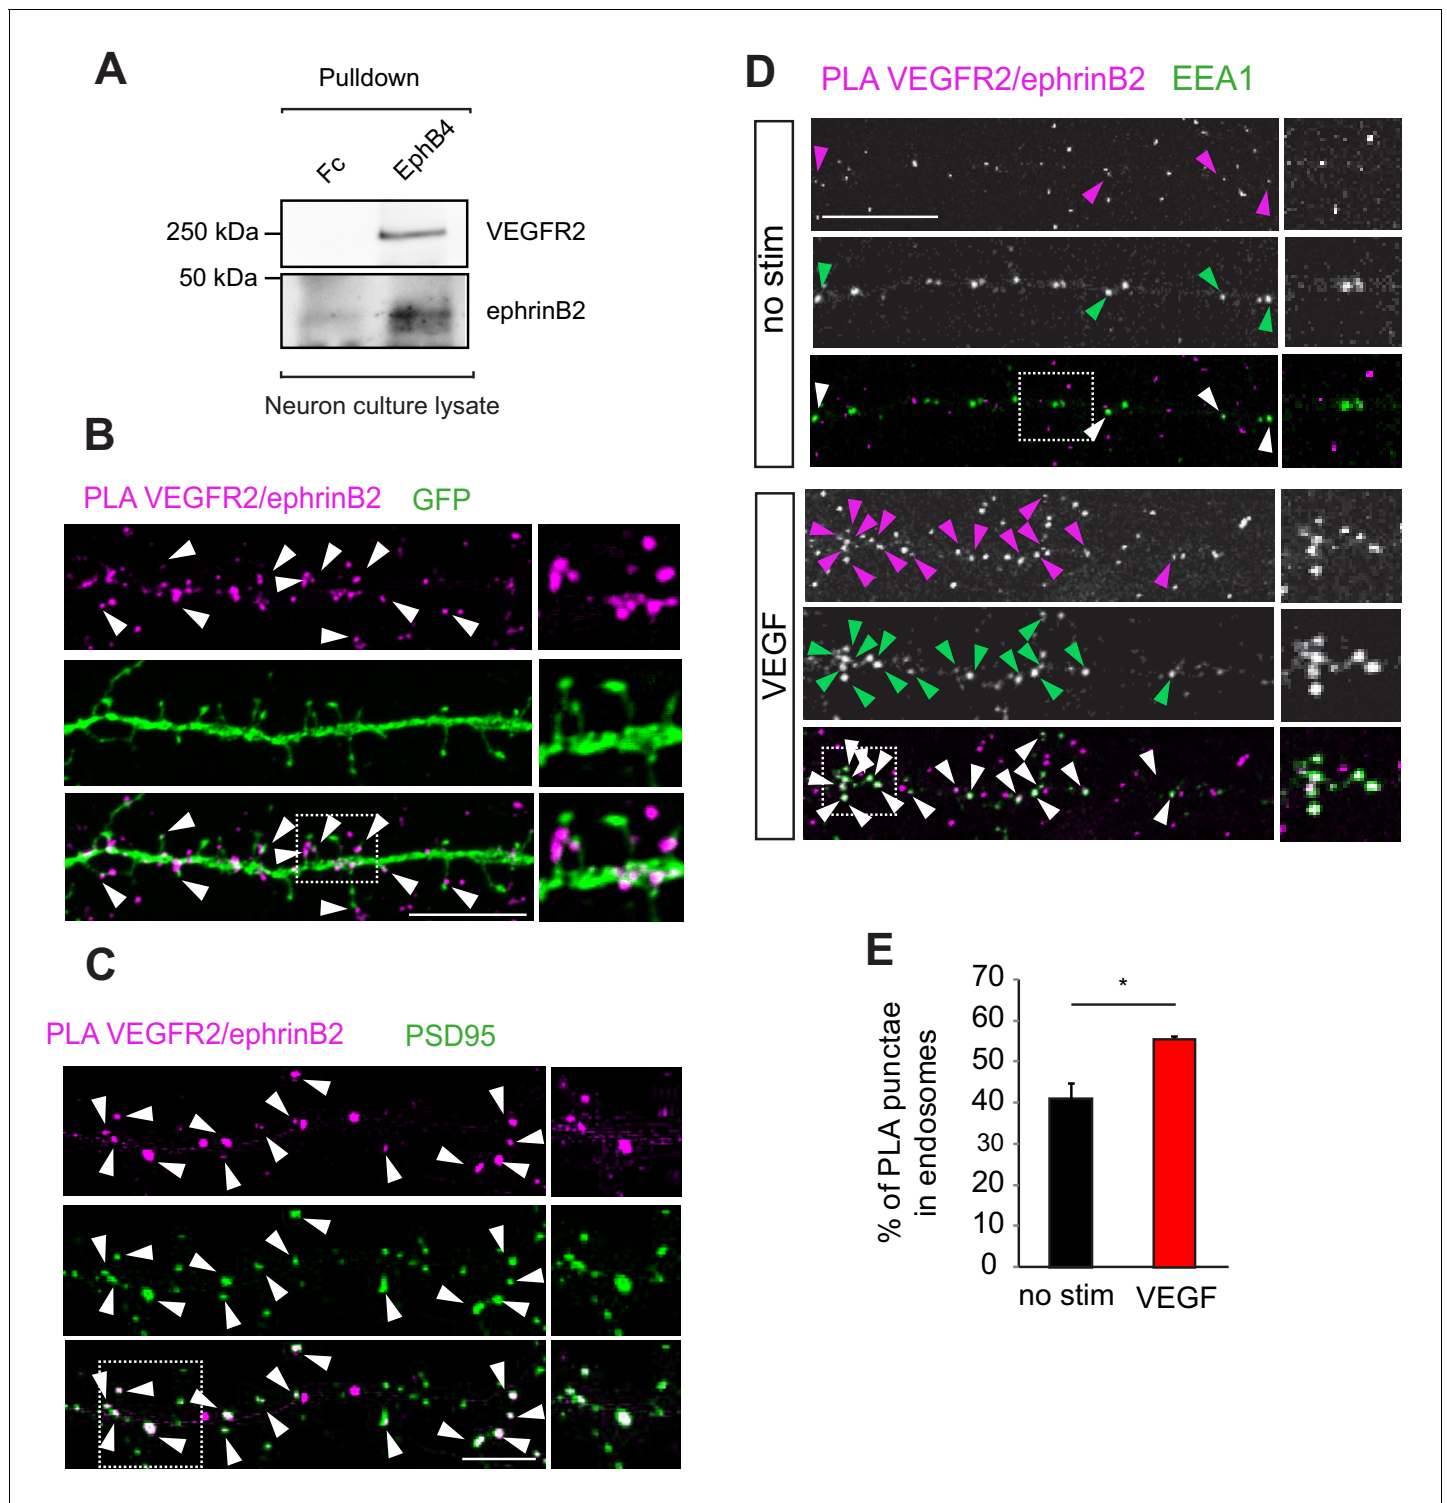 A
Pulldown
Fc
EphB4
250 kDa
VEGFR2
50 kDa
ephrinB2
Neuron culture lysate
B
PLA VEGFR2/ephrinB2 GFP
C
PLA VEGFR2/ephrinB2 PSD95
D
PLA VEGFR2/ephrinB2 EEA1
no stim
VEGF
E
% of PLA punctae
in endosomes
70
60
50
40
30
20
10
0
*
no stim VEGF